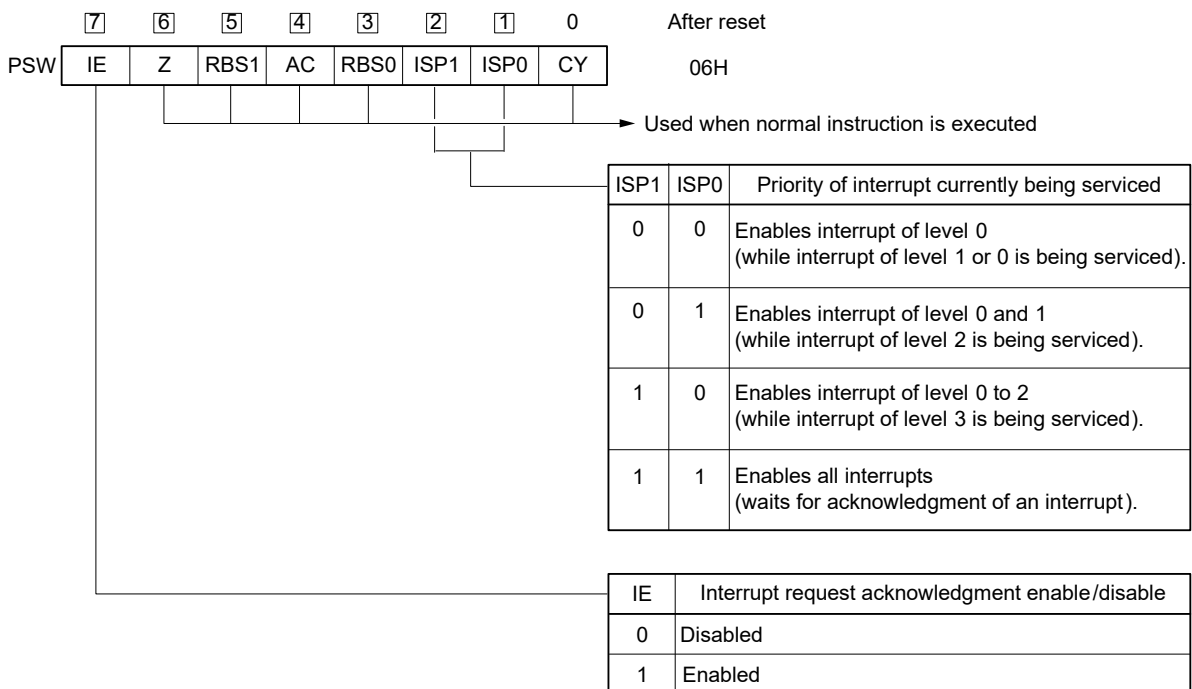 7 6 5 4 3 2 1 0 After reset
PSW IE Z RBS1 AC RBS0 ISP1 ISP0 CY 06H
Used when normal instruction is executed
ISP1 ISP0 Priority of interrupt currently being serviced
0 0 Enables interrupt of level 0
(while interrupt of level 1 or 0 is being serviced).
0 1 Enables interrupt of level 0 and 1
(while interrupt of level 2 is being serviced).
1 0 Enables interrupt of level 0 to 2
(while interrupt of level 3 is being serviced).
1 1 Enables all interrupts
(waits for acknowledgment of an interrupt).
IE Interrupt request acknowledgment enable/disable
0 Disabled
1 Enabled